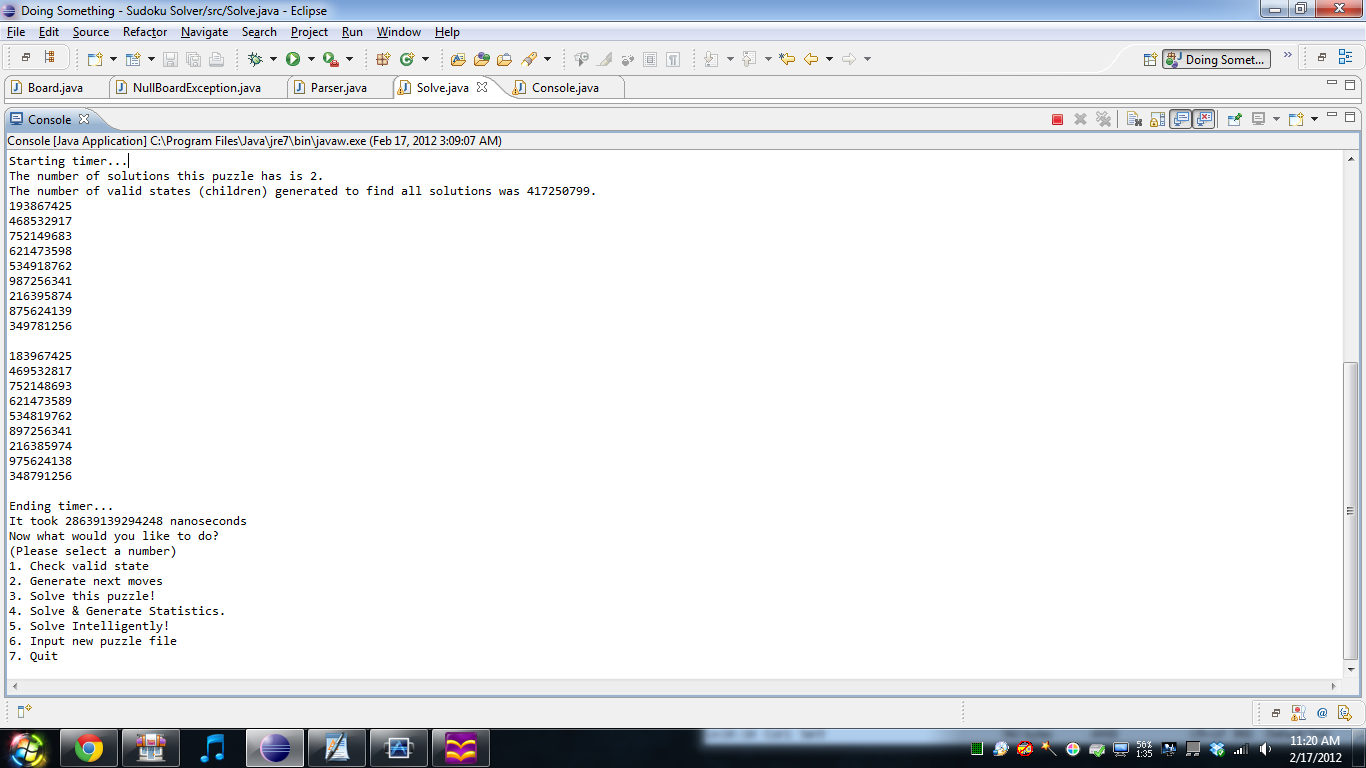 Doing Something - Sudoku Solver/src/Solve.java - Eclipse
File Edit Source Refactor Navigate Search Project Run Window Help
Doing Somet...
Board.java NullBoardException.java Parser.java Solve.java Console.java
Console
Console [Java Application] C:\Program Files\Java\jre7\bin\javaw.exe (Feb 17, 2012 3:09:07 AM)
Starting timer...
The number of solutions this puzzle has is 2.
The number of valid states (children) generated to find all solutions was 417250799.
193867425
468532917
752149683
621473598
534918762
987256341
216395874
875624139
349781256
183967425
469532817
752148693
621473589
534819762
897256341
216385974
975624138
348791256
Ending timer...
It took 28639139294248 nanoseconds
Now what would you like to do?
(Please select a number)
1. Check valid state
2. Generate next moves
3. Solve this puzzle!
4. Solve & Generate Statistics.
5. Solve Intelligently!
6. Input new puzzle file
7. Quit
56%
1:35
11:20 AM
2/17/2012